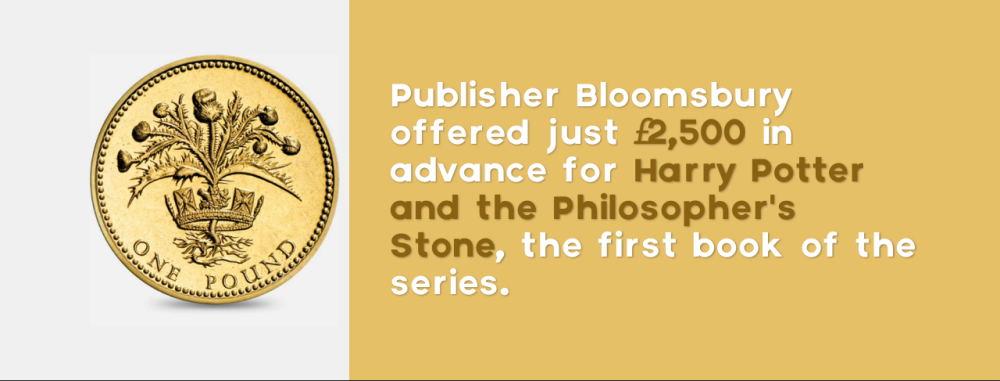 ONE POUND
Publisher Bloomsbury
offered just £2,500 in
advance for Harry Potter
and the Philosopher's
Stone, the first book of the
series.